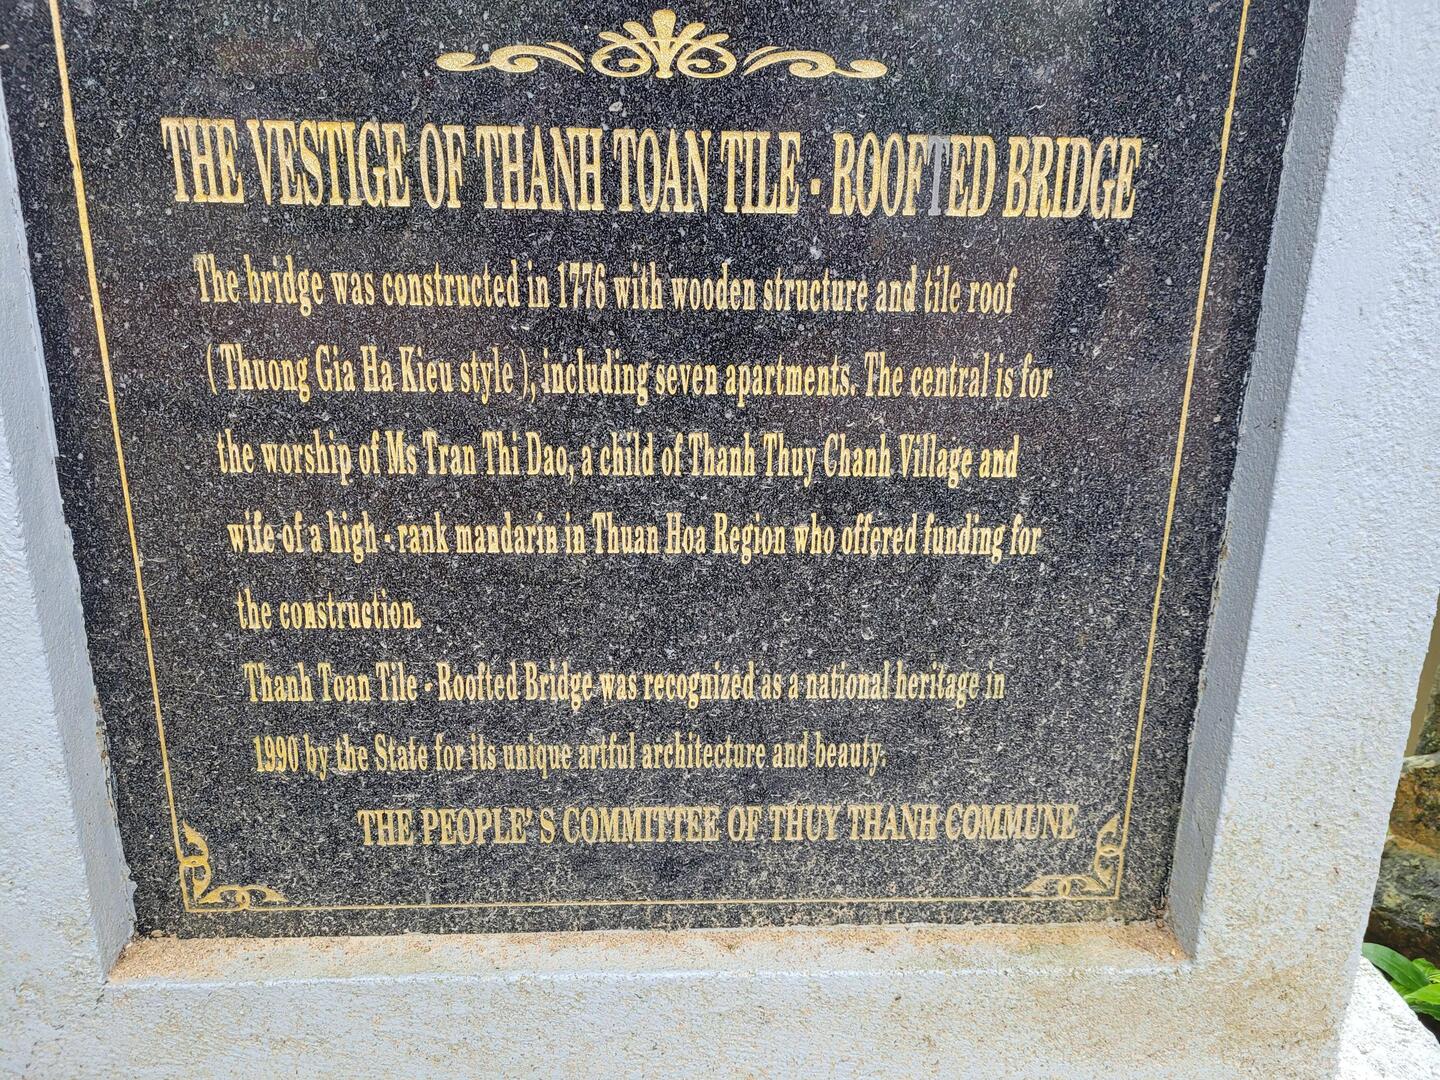 THE VESTIGE OF THANH TOAN TILE - ROOFTED BRIDGE
The bridge was constructed in 1776 with wooden structure and tile roof
( Thuong Gia Ha Kieu style ), including seven apartments. The central is for
the worship of Ms Tran Thi Dao, a child of Thanh Thuy Chanh Village and
wife of a high - rank mandarin in Thuan Hoa Region who offered funding for
the construction.
Thanh Toan Tile - Roofted Bridge was recognized as a national heritage in
1990 by the State for its unique artful architecture and beauty.
THE PEOPLE' S COMMITTEE OF THUY THANH COMMUNE